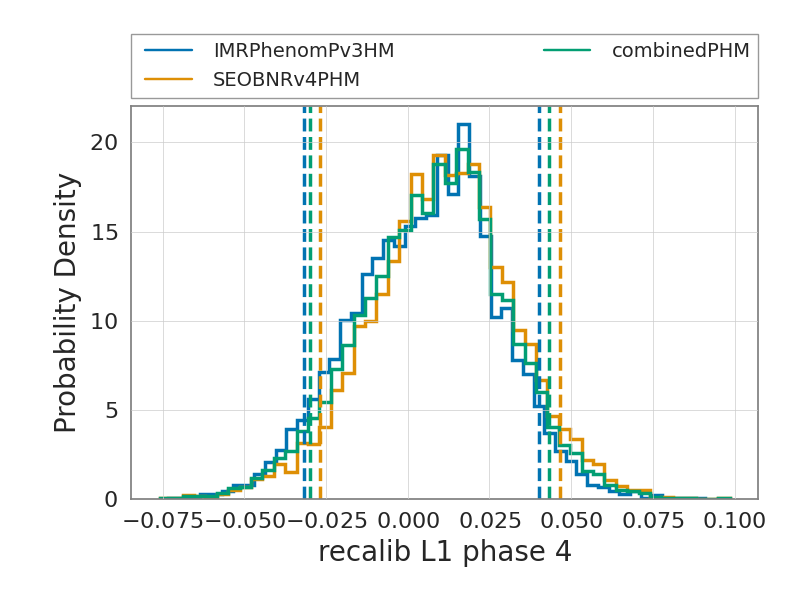 IMRPhenomPv3HM
SEOBNRv4PHM
combinedPHM
20
15
10
5
0
Probability Density
−0.075 −0.050 −0.025 0.000 0.025 0.050 0.075 0.100
recalib L1 phase 4